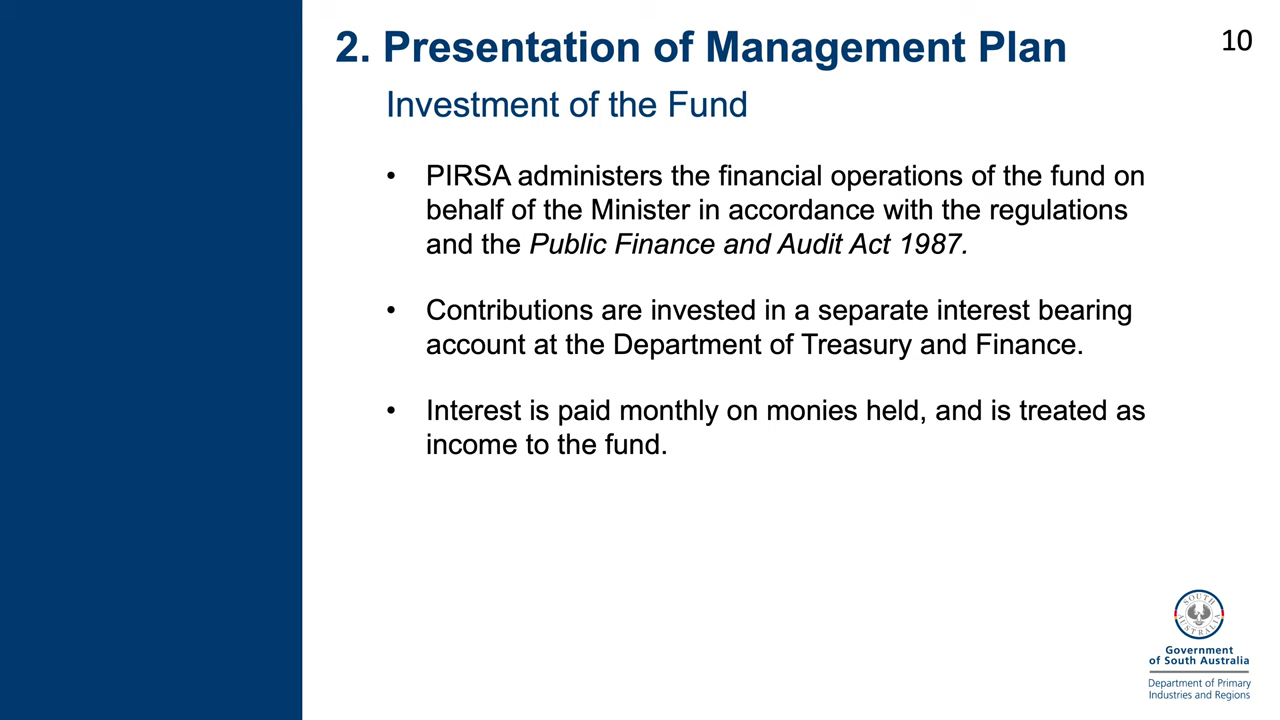 2. Presentation of Management Plan
10
Investment of the Fund
• PIRSA administers the financial operations of the fund on
behalf of the Minister in accordance with the regulations
and the Public Finance and Audit Act 1987.
• Contributions are invested in a separate interest bearing
account at the Department of Treasury and Finance.
• Interest is paid monthly on monies held, and is treated as
income to the fund.
SOUTH
AUSTRALIA
Government
of South Australia
Department of Primary
Industries and Regions